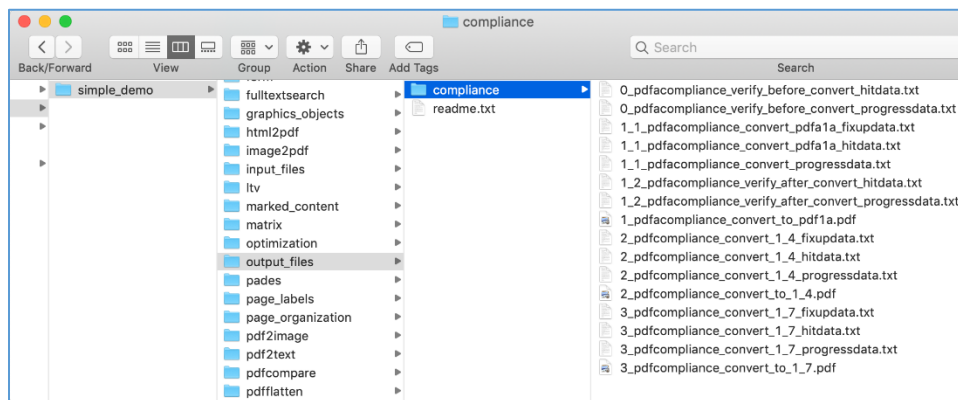 compliance
Search
Back/Forward
View
Group
Action
Share
Add Tags
Search
simple_demo
fulltextsearch
graphics_objects
html2pdf
image2pdf
input_files
ltv
marked_content
matrix
optimization
output_files
pades
page_labels
page_organization
pdf2image
pdf2text
pdfcompare
pdfflatten
compliance
readme.txt
0_pdfacompliance_verify_before_convert_hitdata.txt
0_pdfacompliance_verify_before_convert_progressdata.txt
1_1_pdfacompliance_convert_pdfa1a_fixupdata.txt
1_1_pdfacompliance_convert_pdfa1a_hitdata.txt
1_1_pdfacompliance_convert_progressdata.txt
1_2_pdfacompliance_verify_after_convert_hitdata.txt
1_2_pdfacompliance_verify_after_convert_progressdata.txt
1_pdfacompliance_convert_to_pdf1a.pdf
2_pdfcompliance_convert_1_4_fixupdata.txt
2_pdfcompliance_convert_1_4_hitdata.txt
2_pdfcompliance_convert_1_4_progressdata.txt
2_pdfcompliance_convert_to_1_4.pdf
3_pdfcompliance_convert_1_7_fixupdata.txt
3_pdfcompliance_convert_1_7_hitdata.txt
3_pdfcompliance_convert_1_7_progressdata.txt
3_pdfcompliance_convert_to_1_7.pdf